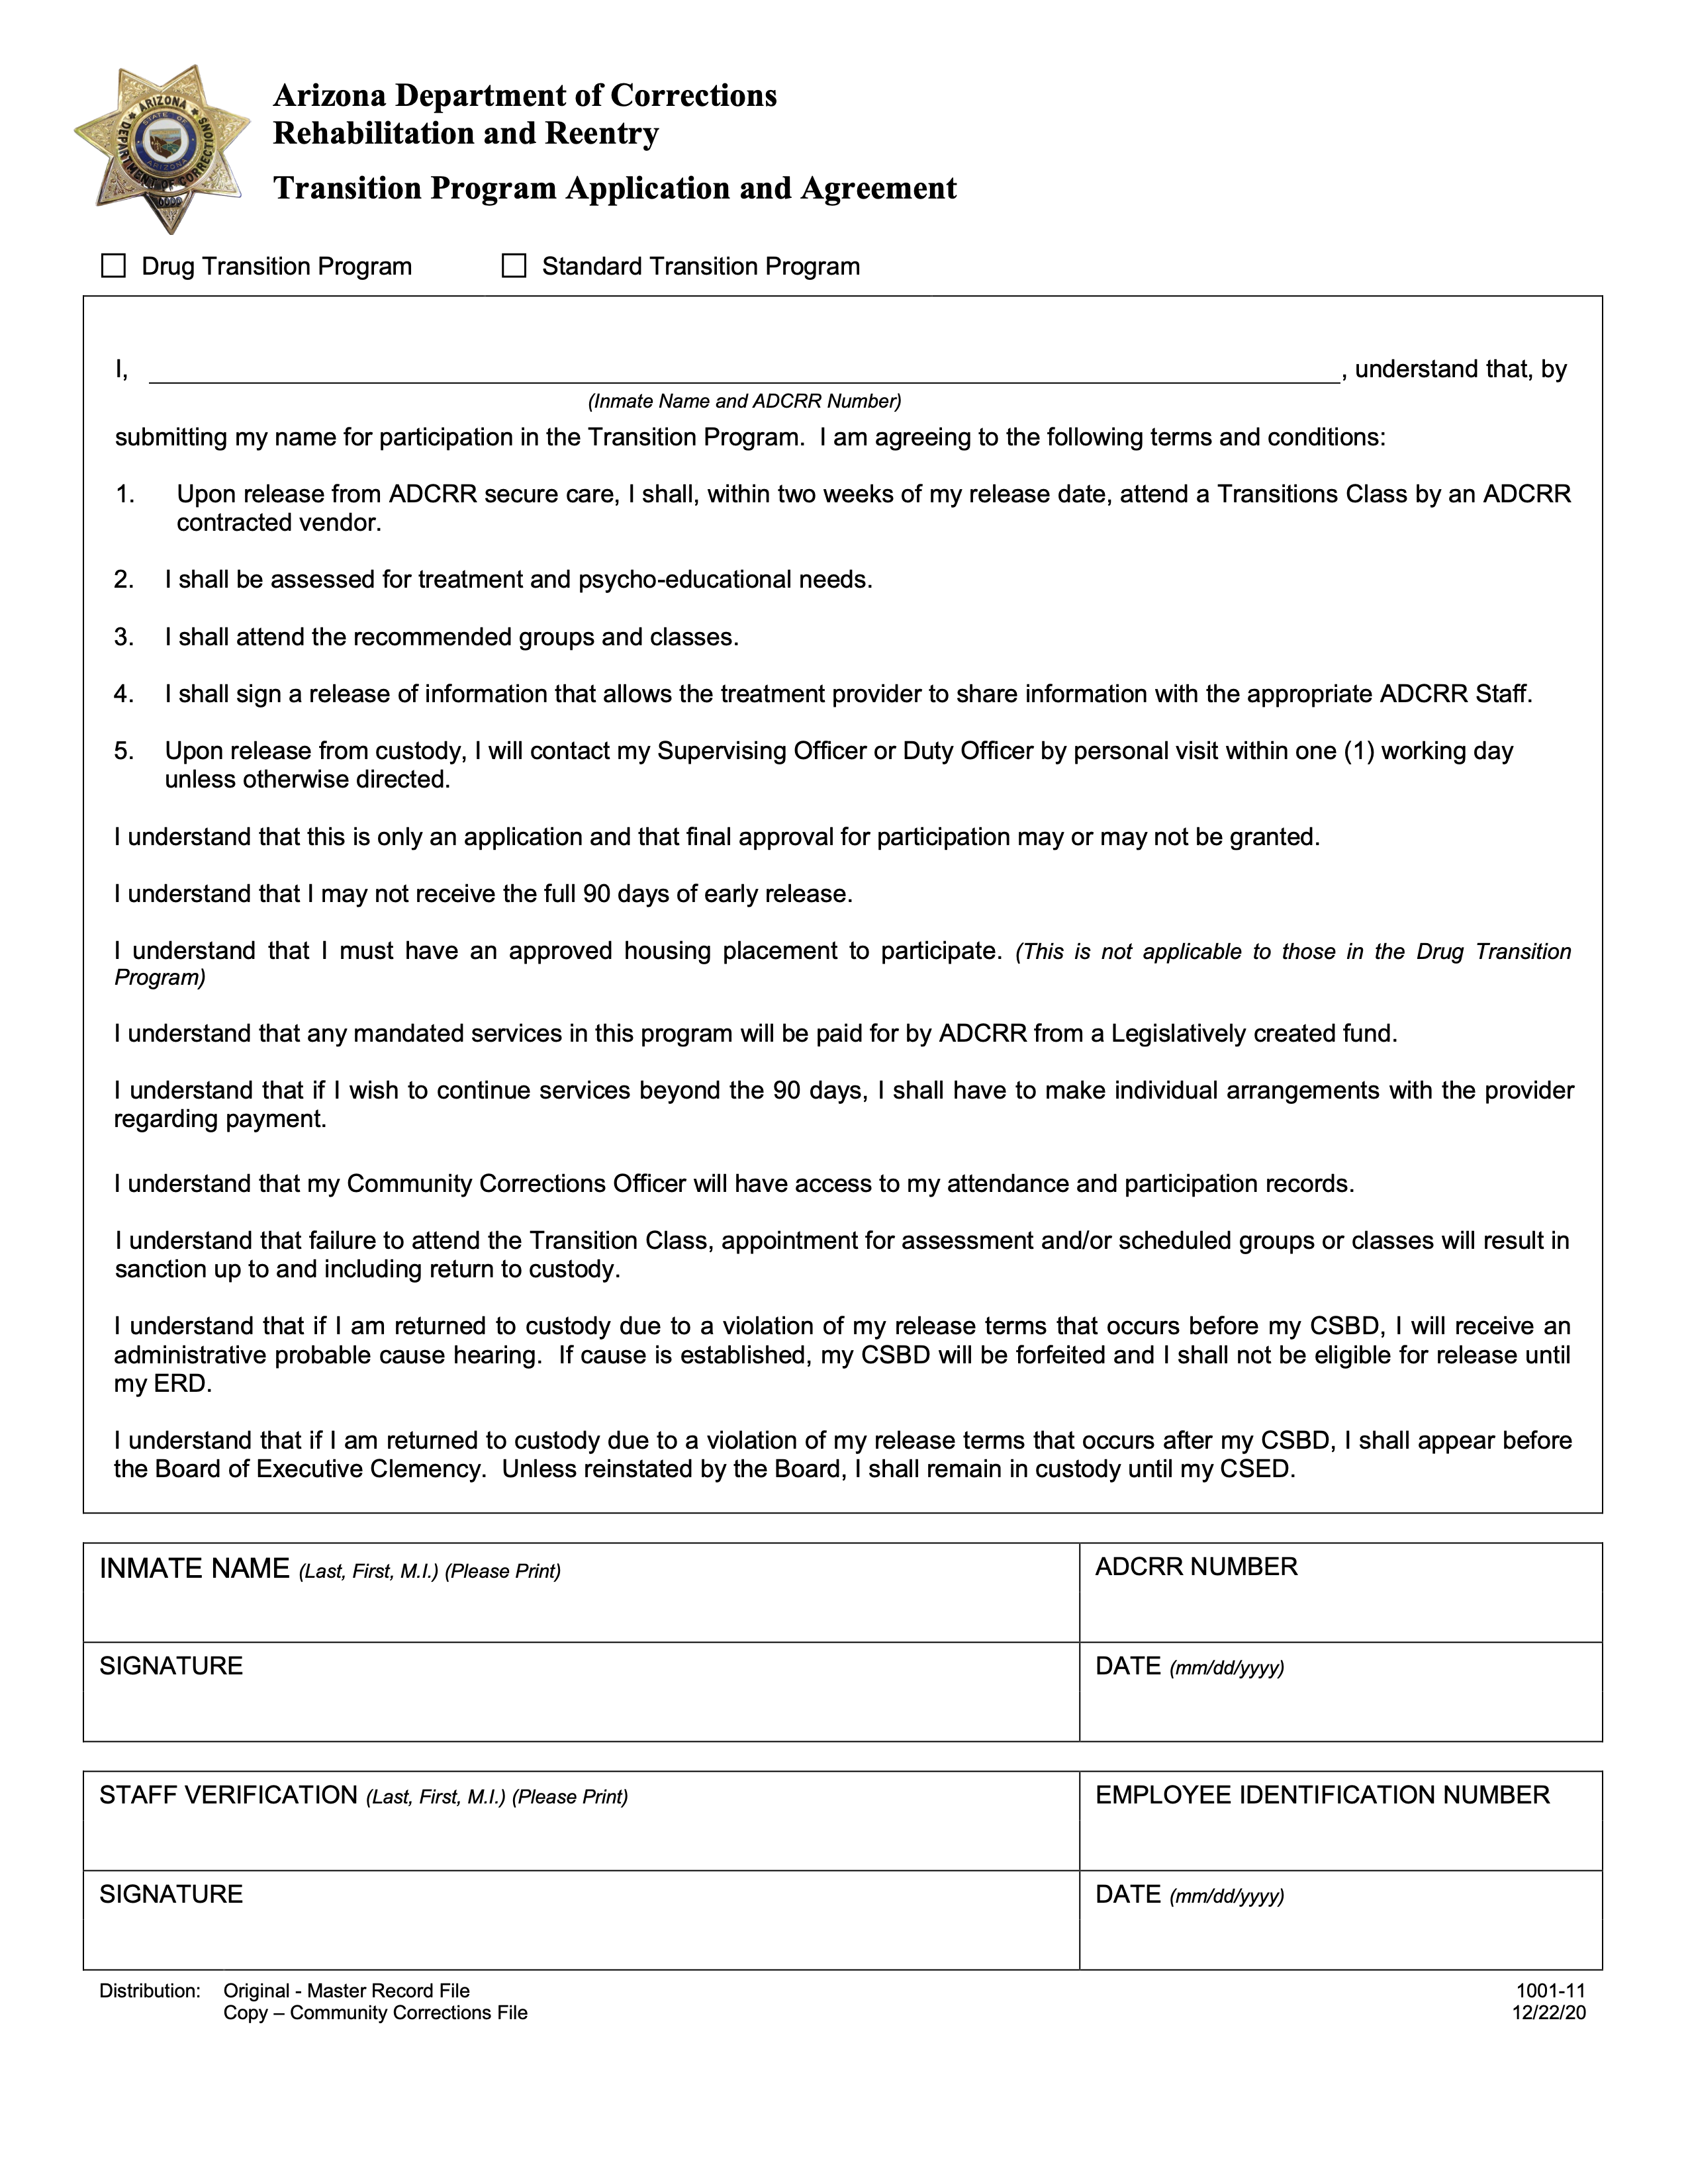 ARIZONA
DEPARTMENT OF CORRECTIONS
STATE OF
ARIZONA
0000
Arizona Department of Corrections
Rehabilitation and Reentry
Transition Program Application and Agreement
Drug Transition Program Standard Transition Program
I, , understand that, by
(Inmate Name and ADCRR Number)
submitting my name for participation in the Transition Program. I am agreeing to the following terms and conditions:
1. Upon release from ADCRR secure care, I shall, within two weeks of my release date, attend a Transitions Class by an ADCRR
contracted vendor.
2. I shall be assessed for treatment and psycho-educational needs.
3. I shall attend the recommended groups and classes.
4. I shall sign a release of information that allows the treatment provider to share information with the appropriate ADCRR Staff.
5. Upon release from custody, I will contact my Supervising Officer or Duty Officer by personal visit within one (1) working day
unless otherwise directed.
I understand that this is only an application and that final approval for participation may or may not be granted.
I understand that I may not receive the full 90 days of early release.
I understand that I must have an approved housing placement to participate. (This is not applicable to those in the Drug Transition
Program)
I understand that any mandated services in this program will be paid for by ADCRR from a Legislatively created fund.
I understand that if I wish to continue services beyond the 90 days, I shall have to make individual arrangements with the provider
regarding payment.
I understand that my Community Corrections Officer will have access to my attendance and participation records.
I understand that failure to attend the Transition Class, appointment for assessment and/or scheduled groups or classes will result in
sanction up to and including return to custody.
I understand that if I am returned to custody due to a violation of my release terms that occurs before my CSBD, I will receive an
administrative probable cause hearing. If cause is established, my CSBD will be forfeited and I shall not be eligible for release until
my ERD.
I understand that if I am returned to custody due to a violation of my release terms that occurs after my CSBD, I shall appear before
the Board of Executive Clemency. Unless reinstated by the Board, I shall remain in custody until my CSED.
INMATE NAME (Last, First, M.I.) (Please Print) ADCRR NUMBER
SIGNATURE DATE (mm/dd/yyyy)
STAFF VERIFICATION (Last, First, M.I.) (Please Print) EMPLOYEE IDENTIFICATION NUMBER
SIGNATURE DATE (mm/dd/yyyy)
Distribution: Original - Master Record File 1001-11
Copy – Community Corrections File 12/22/20